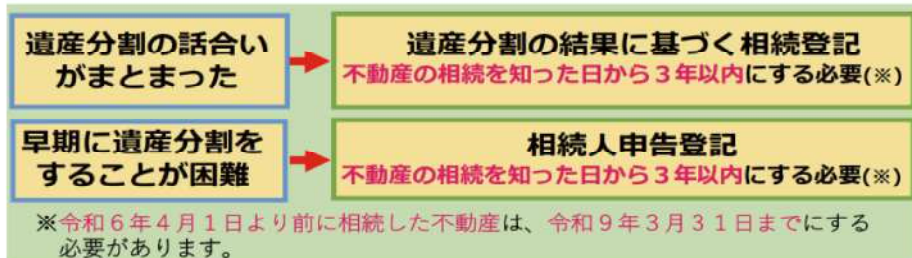 遺産分割の話合い
がまとまった
遺産分割の結果に基づく相続登記
不動産の相続を知った日から3年以内にする必要(※)
早期に遺産分割を
することが困難
相続人申告登記
不動産の相続を知った日から3年以内にする必要(※)
※令和6年4月1日より前に相続した不動産は、令和9年3月31日までにする
必要があります。